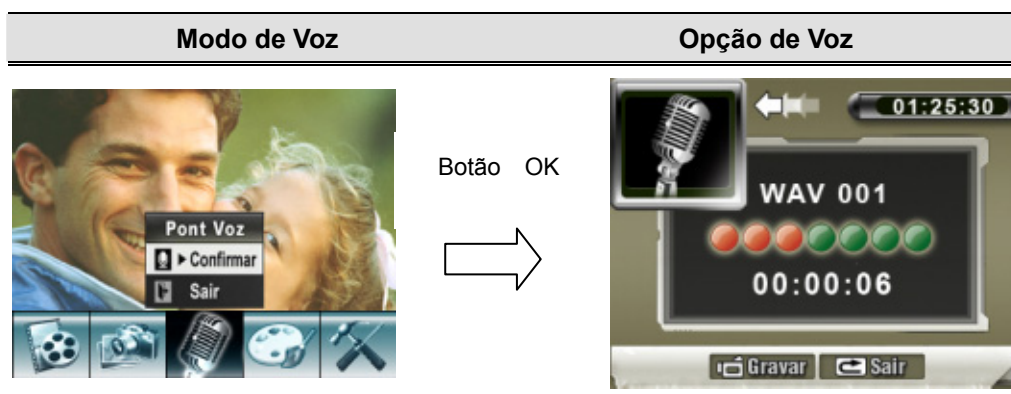 Modo de Voz
Opção de Voz
Botão OK
Pont Voz
Confirmar
Sair
01:25:30
WAV 001
00:00:06
Gravar
Sair